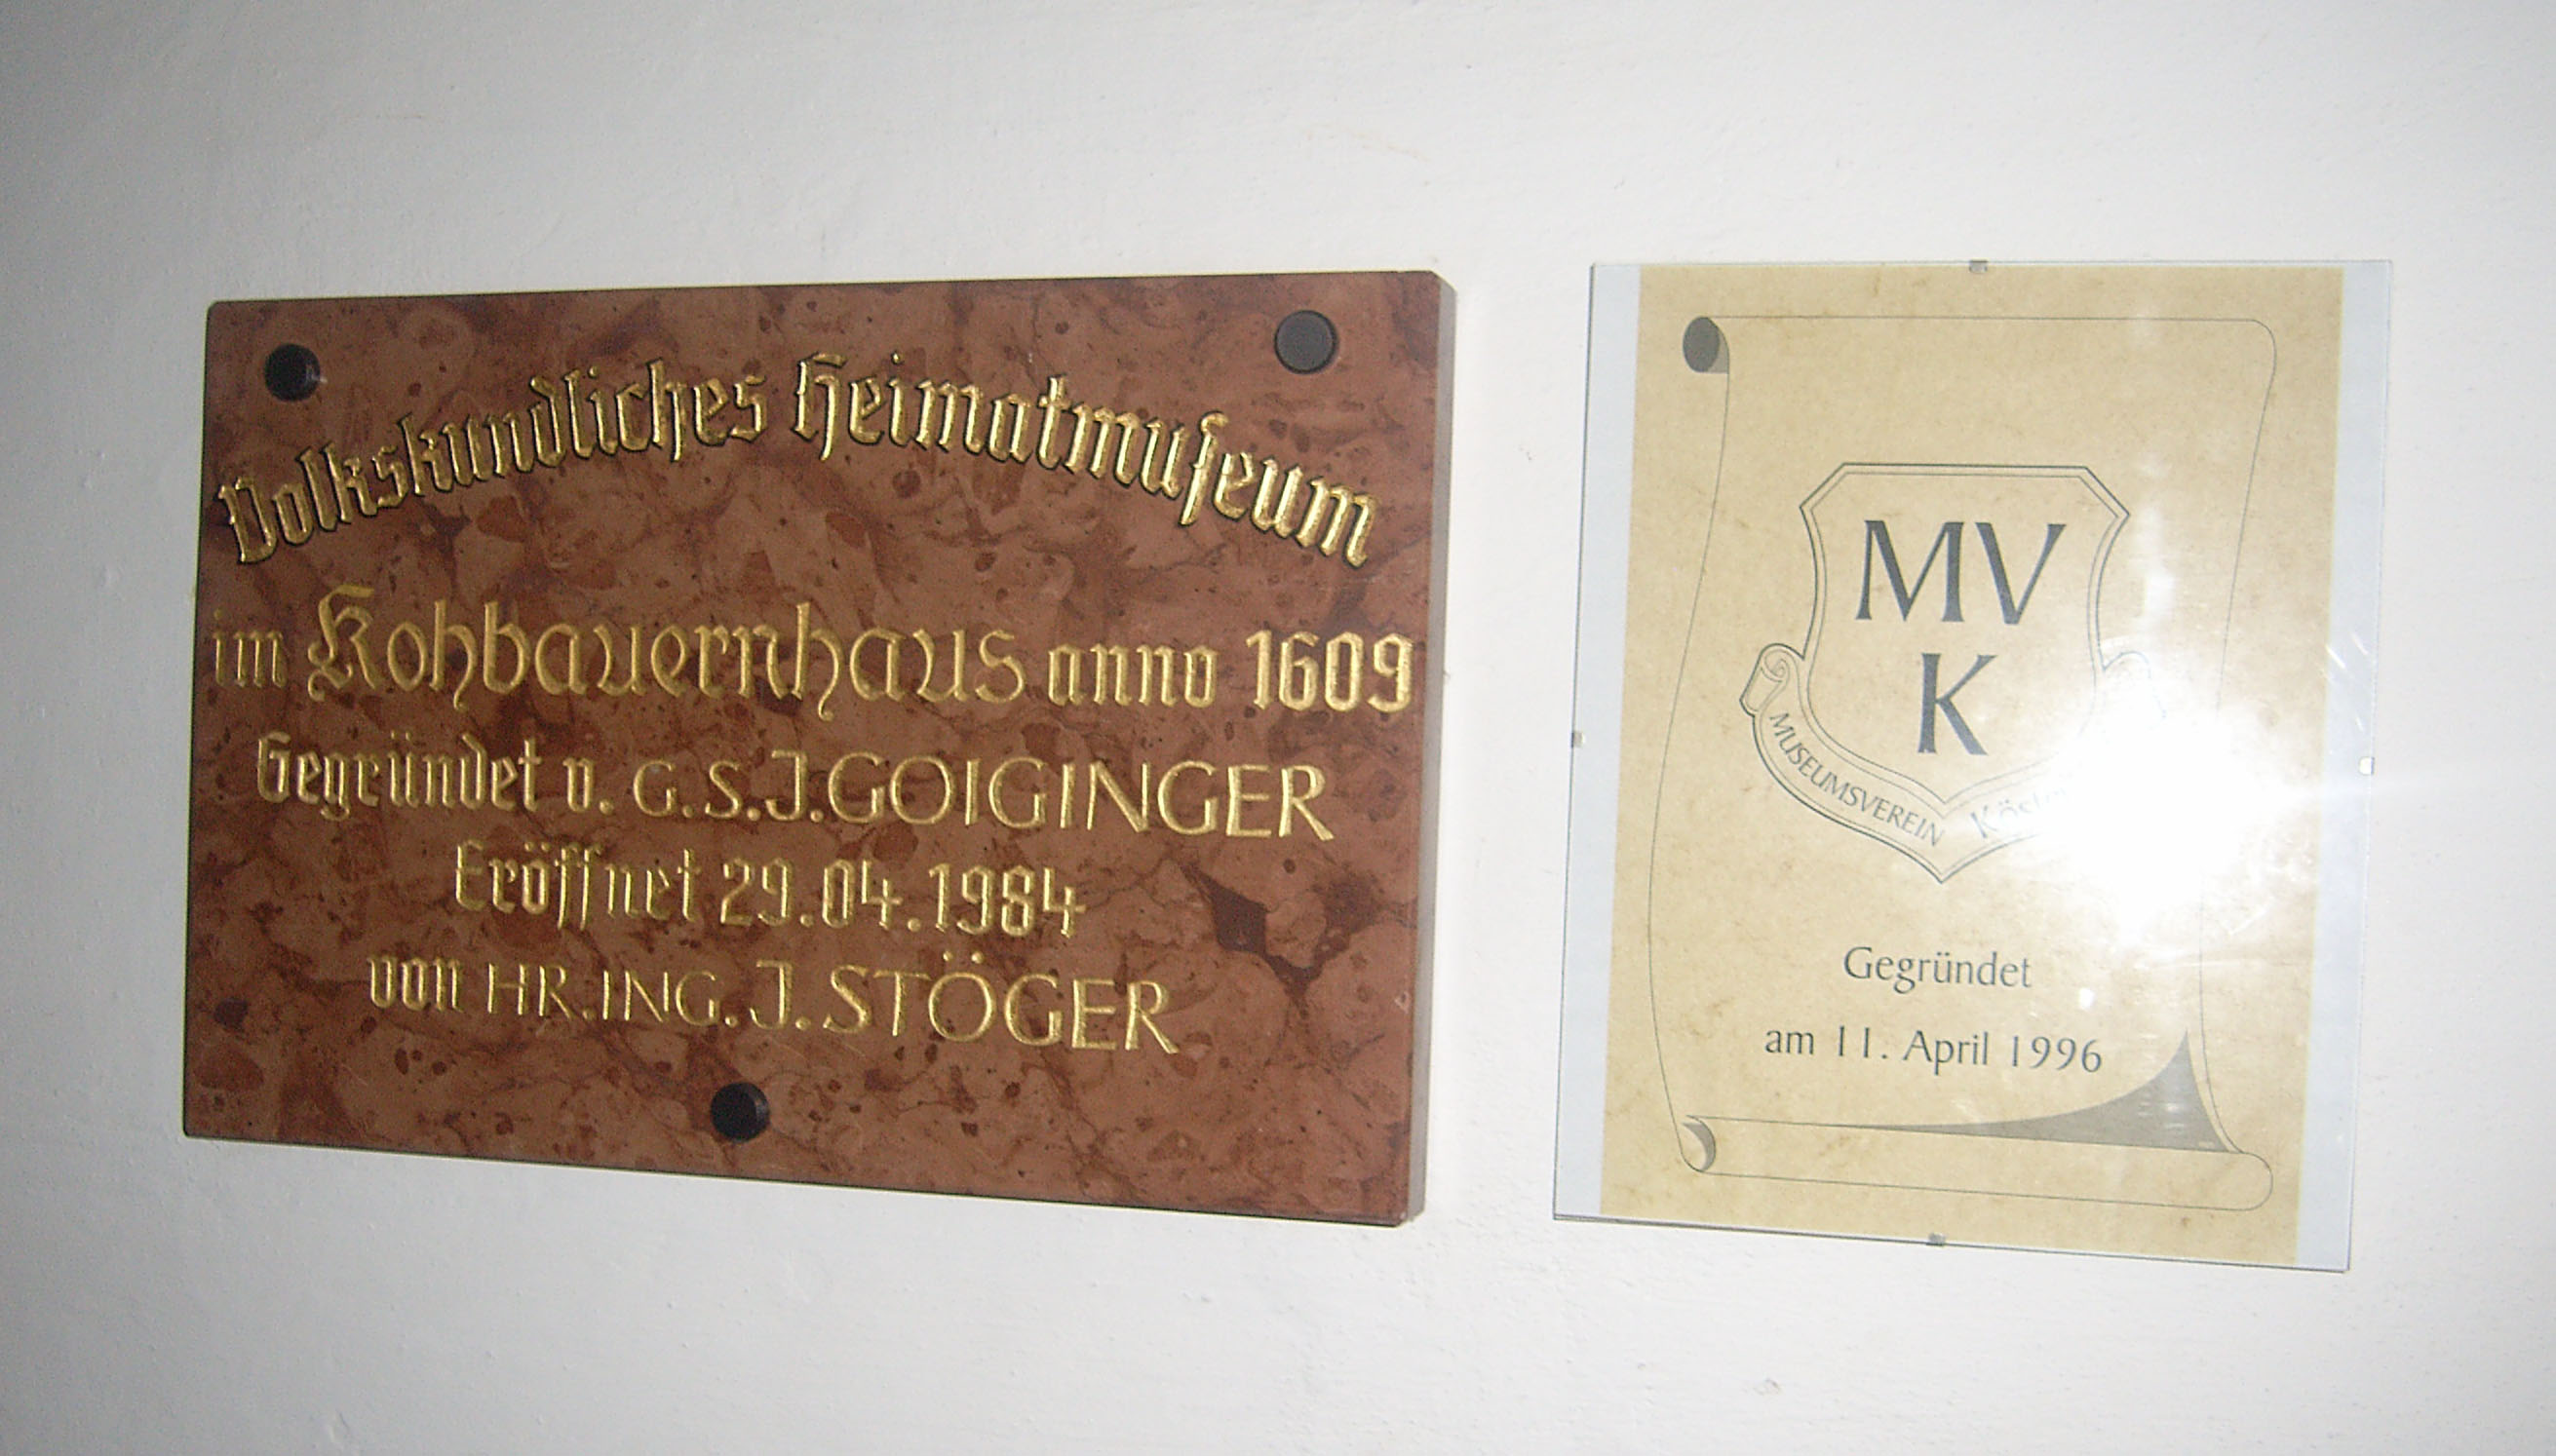 Volkskundliches Heimatmuseum
im Kohbauernhaus anno 1609
Gegründet v. G.S.J.GOIGINGER
Eröffnet 29.04.1984
von HR.ING.J.STÖGER
MV
K
MUSEUMSVEREIN
Gegründet
am 11. April 1996